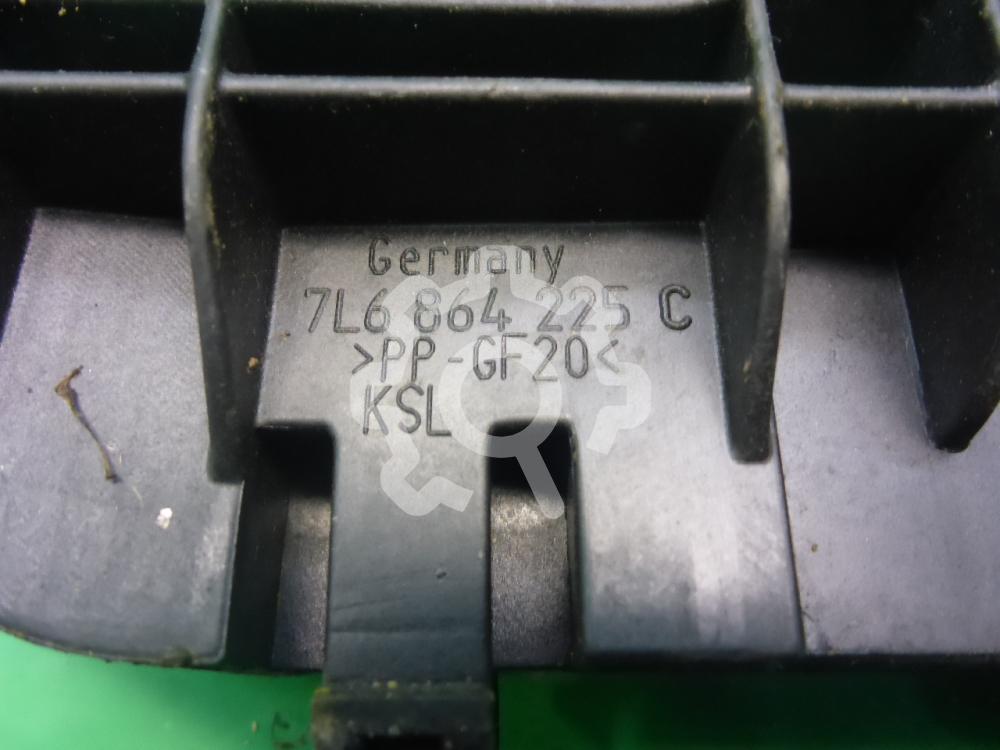 Germany
7L6 864 225 C
>PP-GF20<
KSL